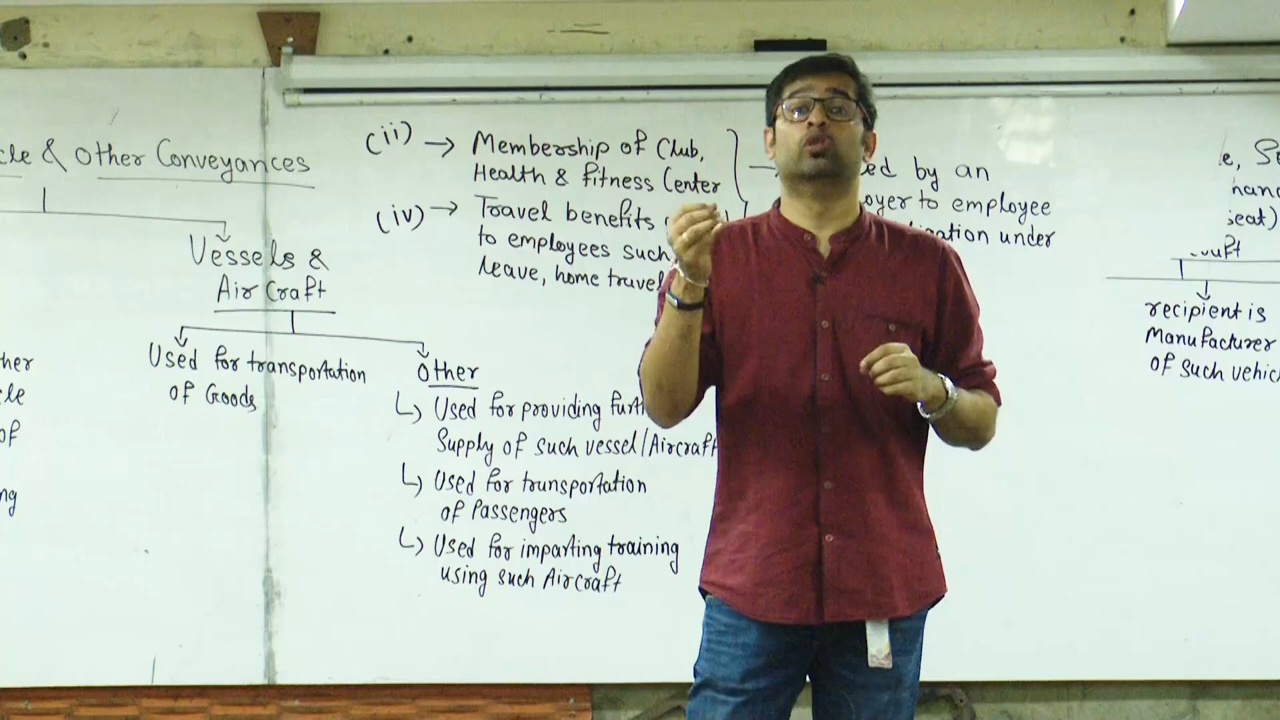 & Other Conveyances
Vessels &
Air Craft
Used for transportation
of Goods
Other
↳ Used for providing
Supply of such vessel/Aircraft
↳ Used for transportation
of Passengers
↳ Used for imparting training
using such Aircraft
(ii) → Membership of Club,
Health & Fitness Center
(iv) → Travel benefits
to employees such
leave, home travel
by an
to employee
under
of
recipient is
Manufacturer
of such